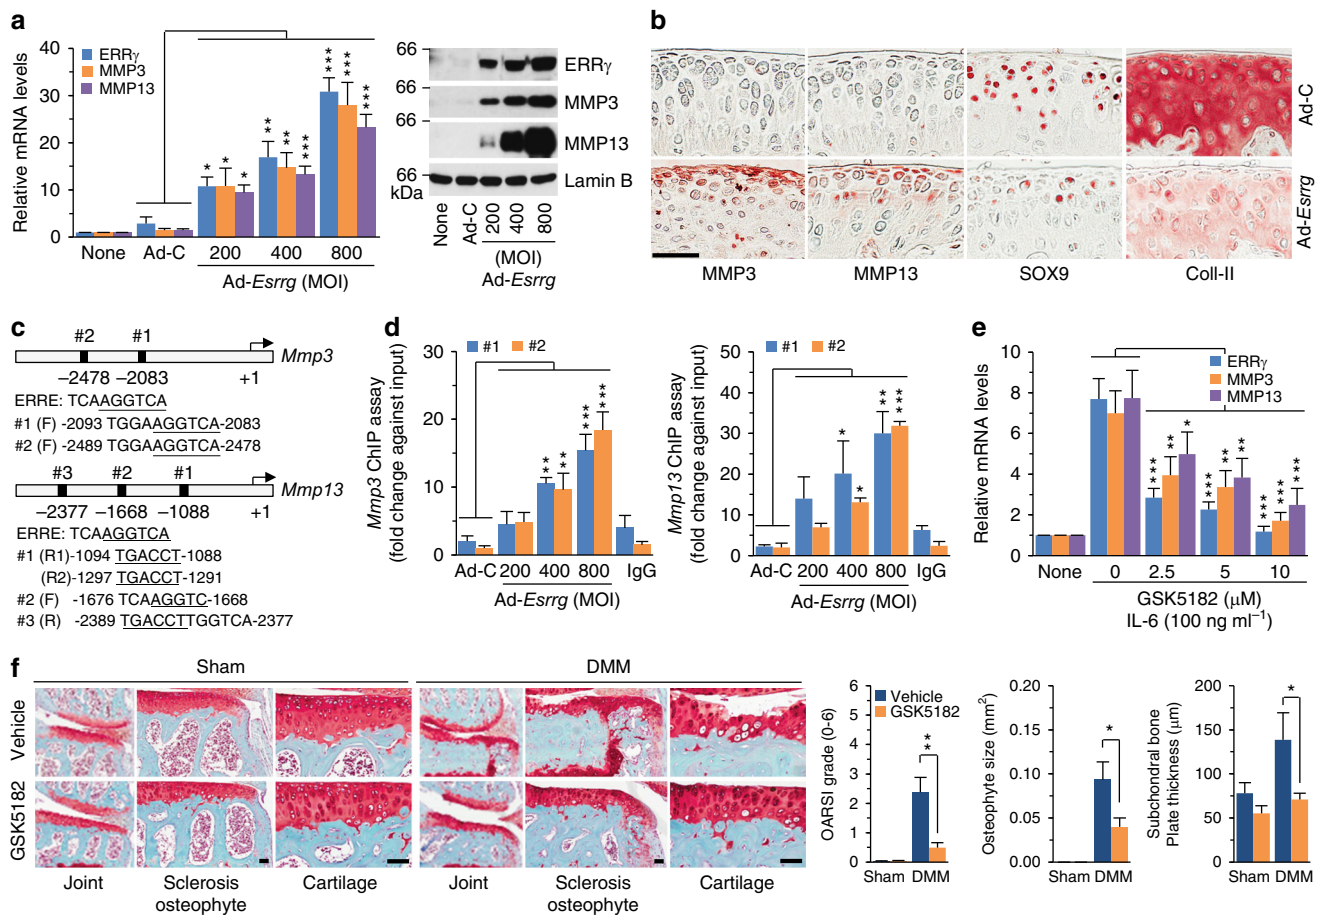 a
Relative mRNA levels
40
30
20
10
0
ERRγ
MMP3
MMP13
* * *
* * *
* * *
* *
* *
* * *
*
*
*
None
Ad-C
200
400
800
Ad-Esrrg (MOI)
66
66
66
66
kDa
ERRγ
MMP3
MMP13
Lamin B
None
Ad-C
200
400
800
(MOI)
Ad-Esrrg
b
Ad-C
Ad-Esrrg
MMP3
MMP13
SOX9
Coll-II
c
#2
#1
Mmp3
–2478
–2083
+1
ERRE: TCAAGGTCA
#1 (F) -2093 TGGAAGGTCA-2083
#2 (F) -2489 TGGAAGGTCA-2478
#3
#2
#1
Mmp13
–2377
–1668
–1088
+1
ERRE: TCAAGGTCA
#1 (R1)-1094 TGACCT-1088
(R2)-1297 TGACCT-1291
#2 (F) -1676 TCAAGGTC-1668
#3 (R) -2389 TGACCTTGGTCA-2377
d
Mmp3 ChIP assay
(fold change against input)
30
20
10
0
#1
#2
* *
* *
* * *
* * *
Ad-C
200
400
800
IgG
Ad-Esrrg (MOI)
Mmp13 ChIP assay
(fold change against input)
50
40
30
20
10
0
#1
#2
*
*
* *
* * *
Ad-C
200
400
800
IgG
Ad-Esrrg (MOI)
e
Relative mRNA levels
10
8
6
4
2
0
ERRγ
MMP3
MMP13
* * *
* *
*
* * *
* *
* *
* * *
* * *
* * *
None
0
2.5
5
10
GSK5182 (μM)
IL-6 (100 ng ml–1)
f
Sham
DMM
Vehicle
GSK5182
Joint
Sclerosis
osteophyte
Cartilage
Joint
Sclerosis
osteophyte
Cartilage
OARSI grade (0-6)
6
5
4
3
2
1
0
Vehicle
GSK5182
* *
Sham DMM
Osteophyte size (mm2)
0.20
0.15
0.10
0.05
0.00
*
Sham DMM
Subchondral bone
Plate thickness (μm)
200
150
100
50
0
*
Sham DMM